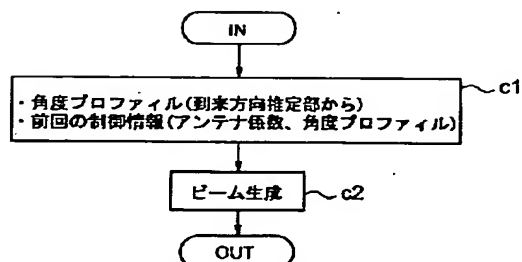 IN
・角度プロファイル(到来方向推定部から)
・前回の制御情報(アンテナ係数、角度プロファイル)
c1
ビーム生成
c2
OUT